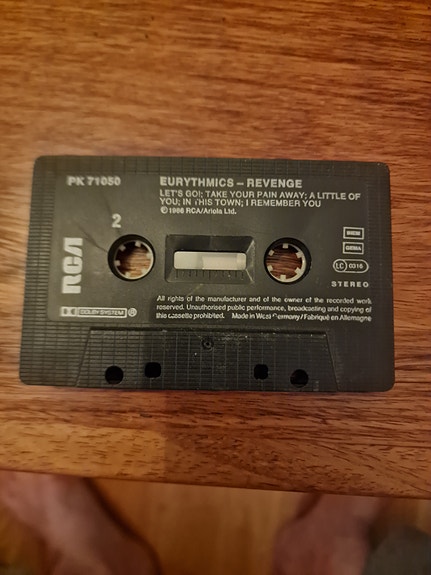 PK 71050
EURYTHMICS – REVENGE
LET'S GO!; TAKE YOUR PAIN AWAY; A LITTLE OF
YOU; IN THIS TOWN; I REMEMBER YOU
℗ 1986 RCA/Ariola Ltd.
2
BIEM
GEMA
LC 0316
STEREO
RCA
DOLBY SYSTEM ®
All rights of the manufacturer and of the owner of the recorded work
reserved. Unauthorised public performance, broadcasting and copying of
this cassette prohibited. Made in West Germany/Fabriqué en Allemagne